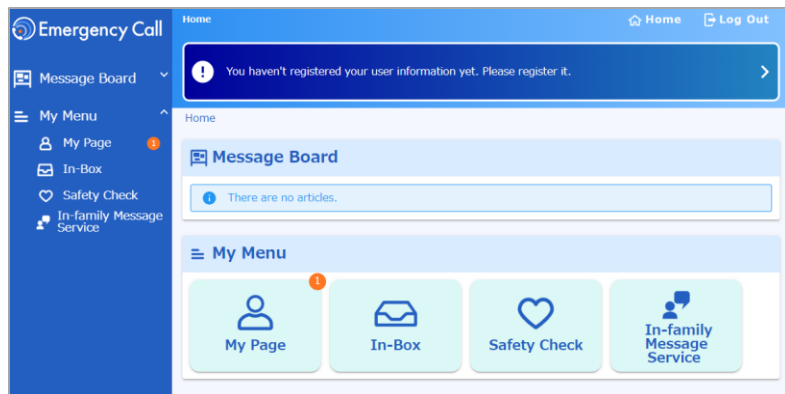 Emergency Call
Message Board
My Menu
My Page 1
In-Box
Safety Check
In-family Message
Service
Home
Home
Log Out
You haven't registered your user information yet. Please register it.
Home
Message Board
There are no articles.
My Menu
1
My Page
In-Box
Safety Check
In-family
Message
Service